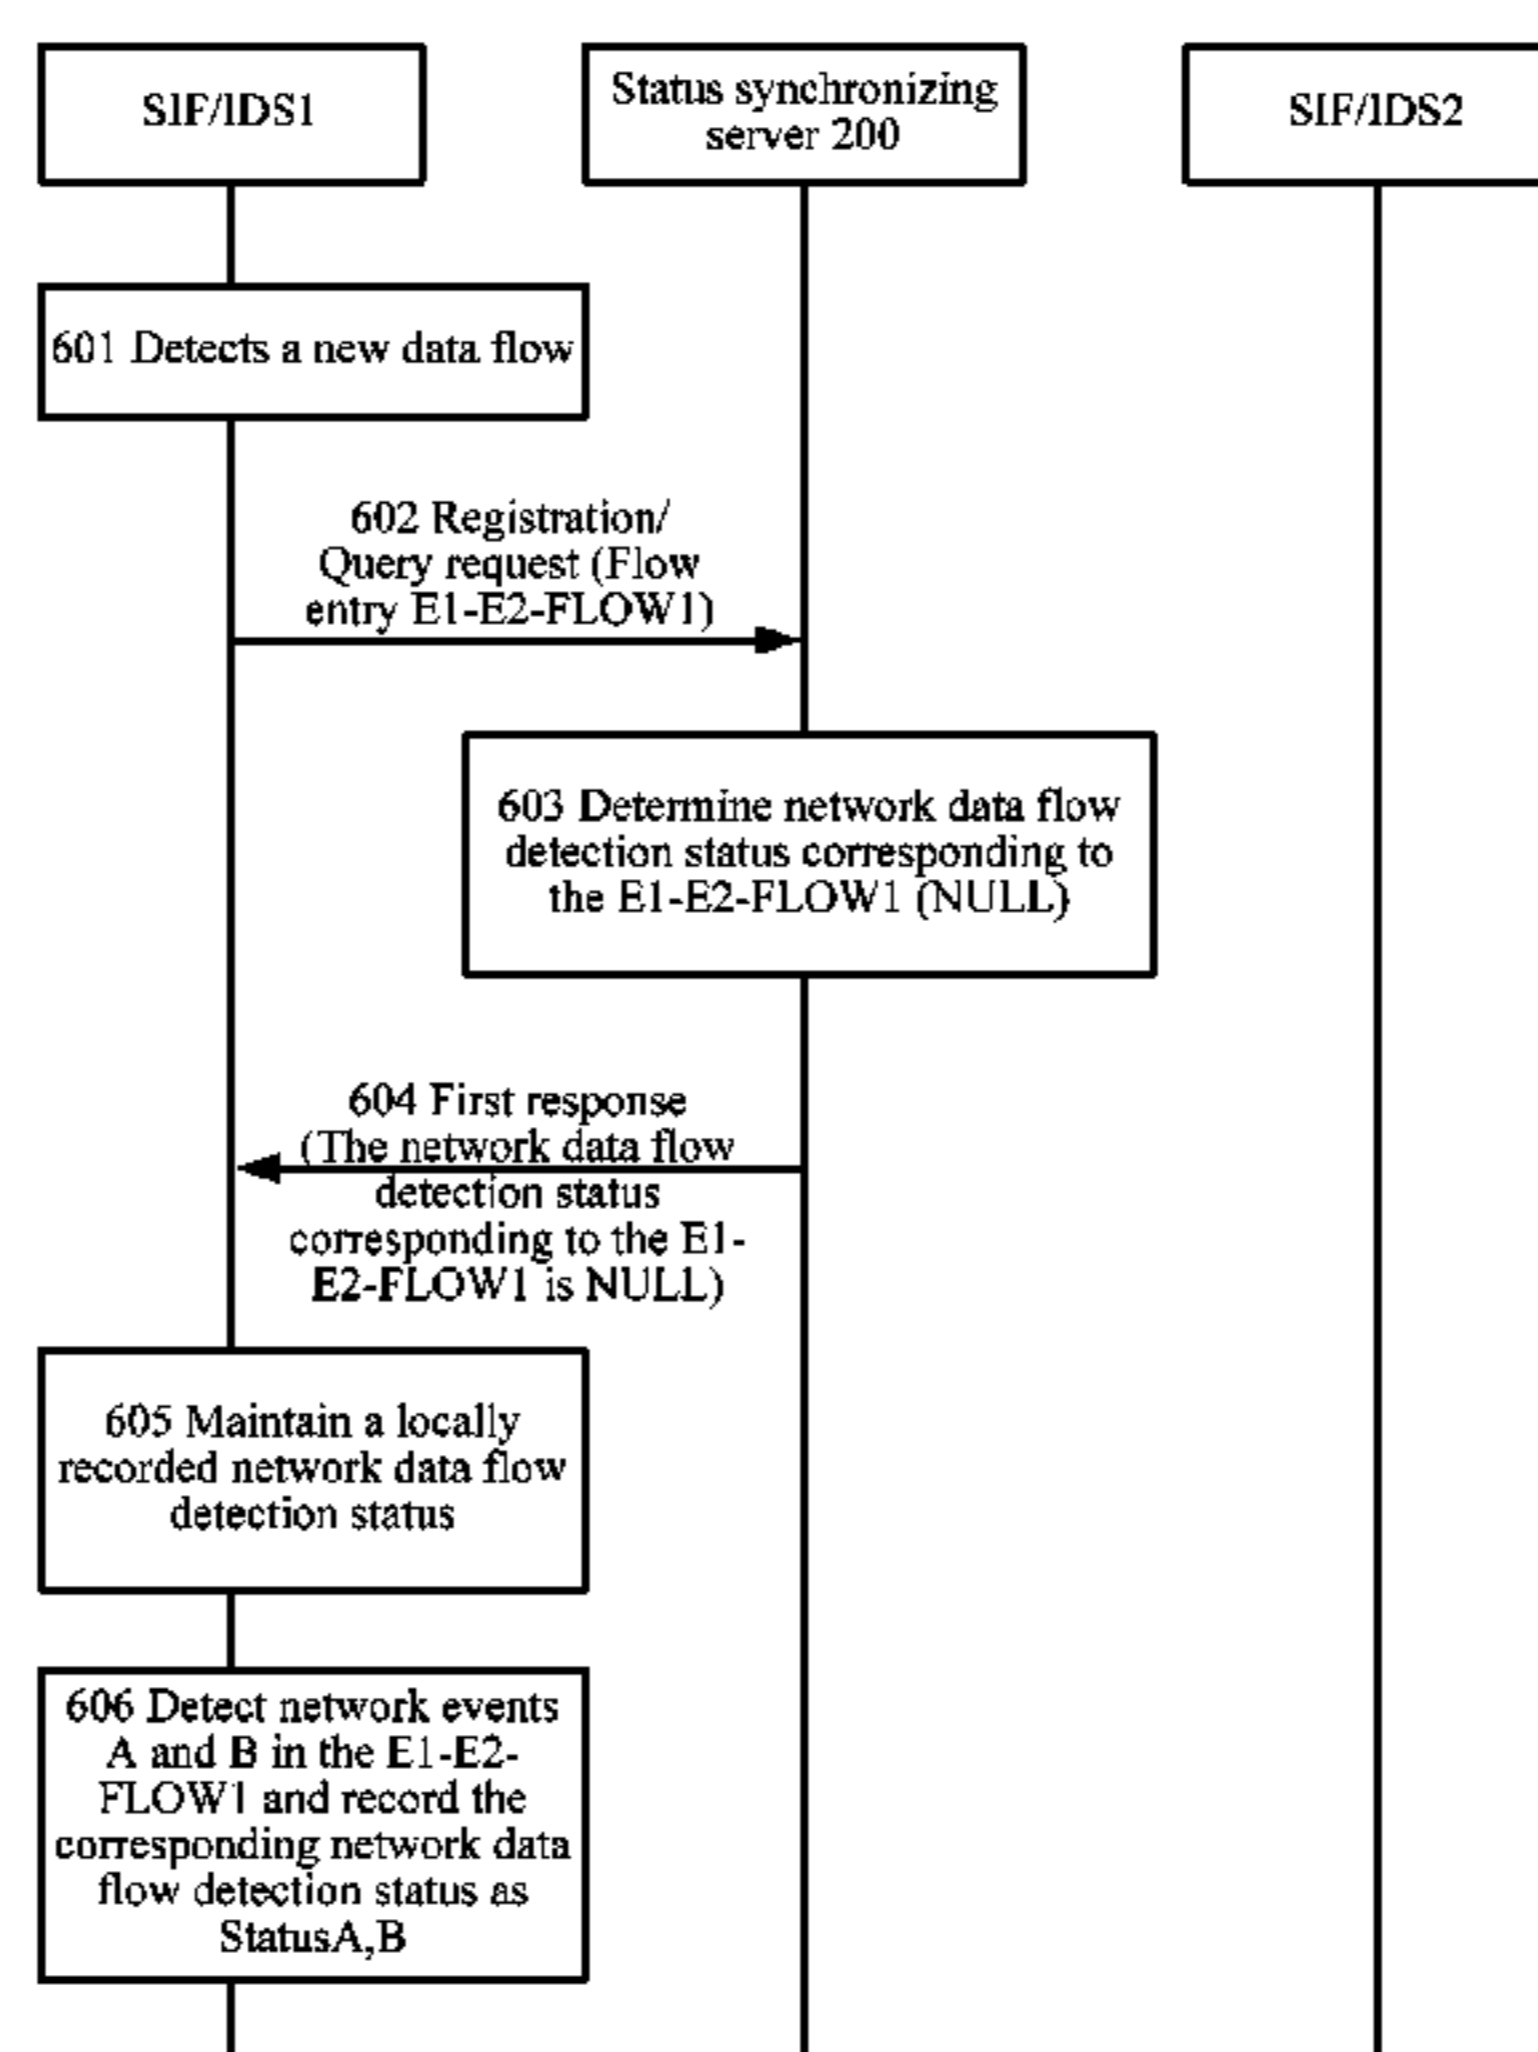 SIF/IDS1
Status synchronizing
server 200
SIF/IDS2
601 Detects a new data flow
602 Registration/
Query request (Flow
entry E1-E2-FLOW1)
603 Determine network data flow
detection status corresponding to
the E1-E2-FLOW1 (NULL)
604 First response
(The network data flow
detection status
corresponding to the E1-
E2-FLOW1 is NULL)
605 Maintain a locally
recorded network data flow
detection status
606 Detect network events
A and B in the E1-E2-
FLOW1 and record the
corresponding network data
flow detection status as
StatusA,B